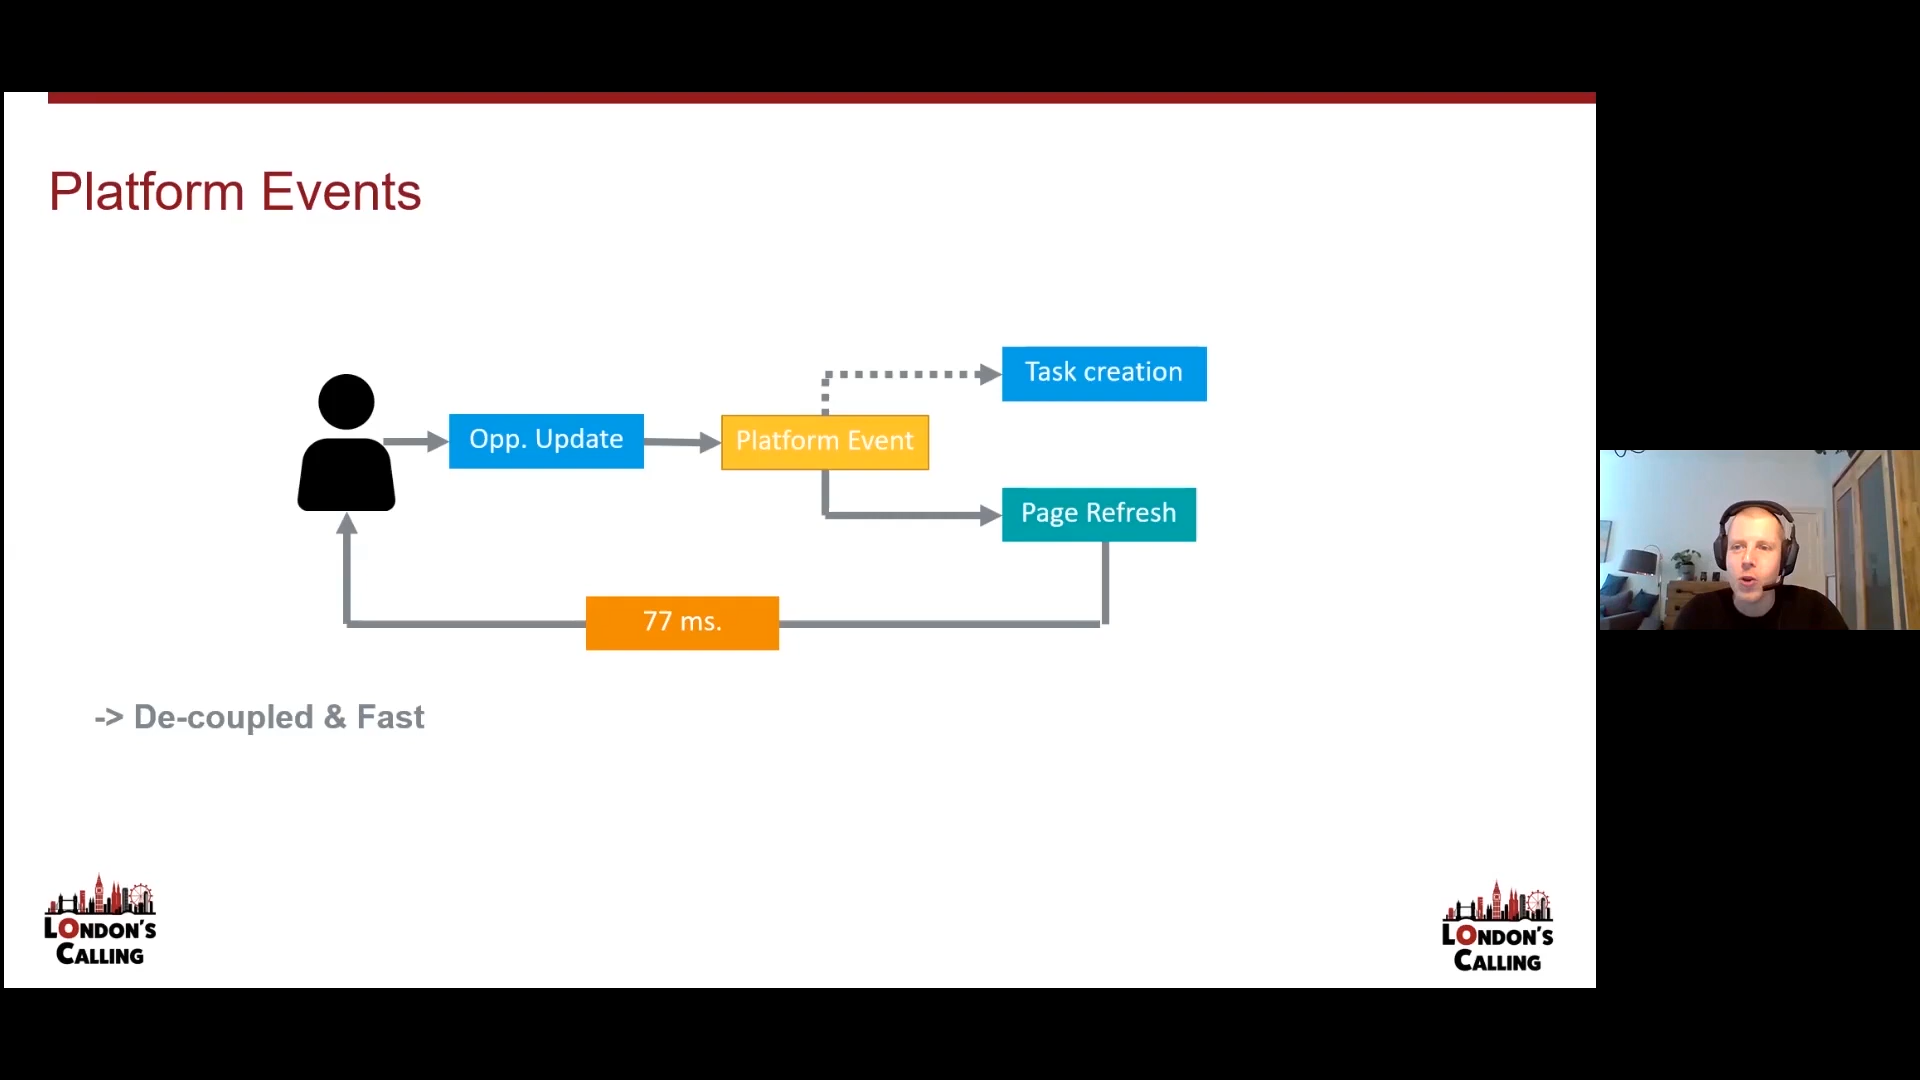 Platform Events
Task creation
Opp. Update
Platform Event
Page Refresh
77 ms.
-> De-coupled & Fast
LONDON'S
CALLING
LONDON'S
CALLING